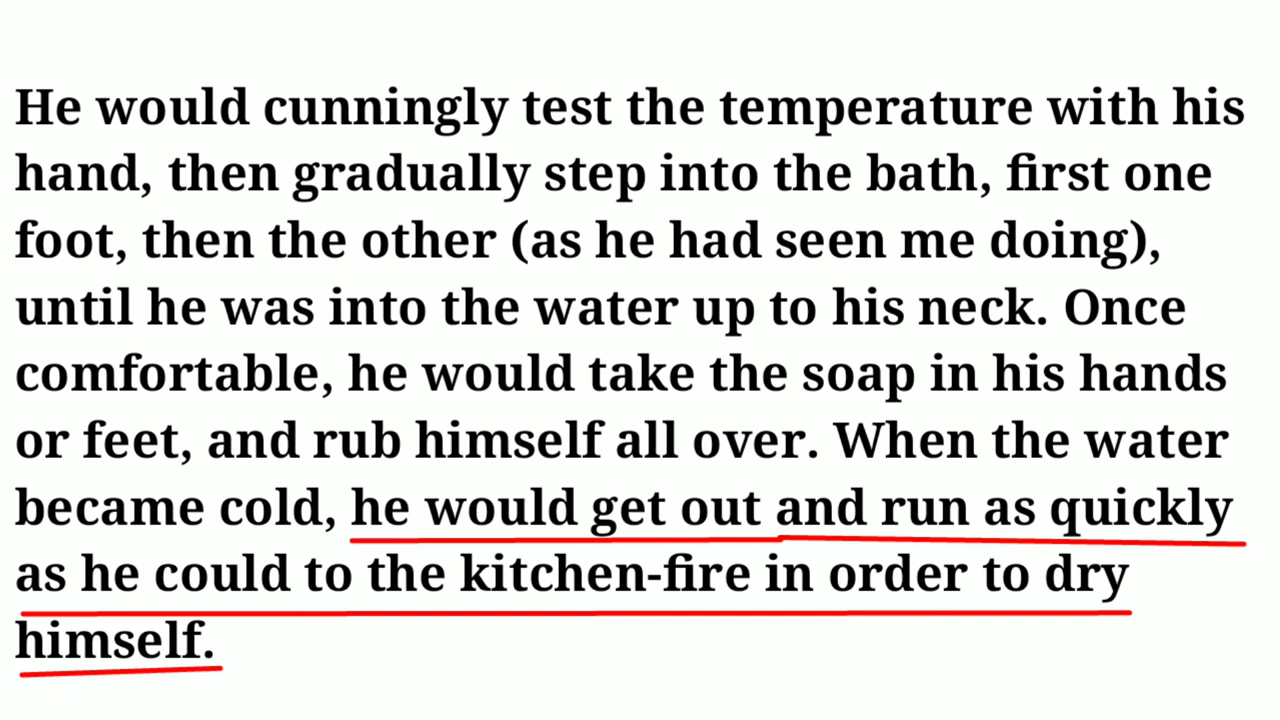 He would cunningly test the temperature with his
hand, then gradually step into the bath, first one
foot, then the other (as he had seen me doing),
until he was into the water up to his neck. Once
comfortable, he would take the soap in his hands
or feet, and rub himself all over. When the water
became cold, he would get out and run as quickly
as he could to the kitchen-fire in order to dry
himself.